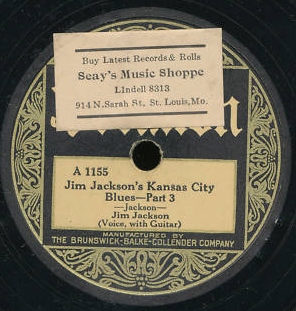 Buy Latest Records & Rolls
Seay's Music Shoppe
Lindell 8313
914 N. Sarah St. St. Louis, Mo.
A 1155
Jim Jackson's Kansas City
Blues—Part 3
—Jackson—
Jim Jackson
(Voice, with Guitar)
MANUFACTURED BY
THE BRUNSWICK-BALKE-COLLENDER COMPANY